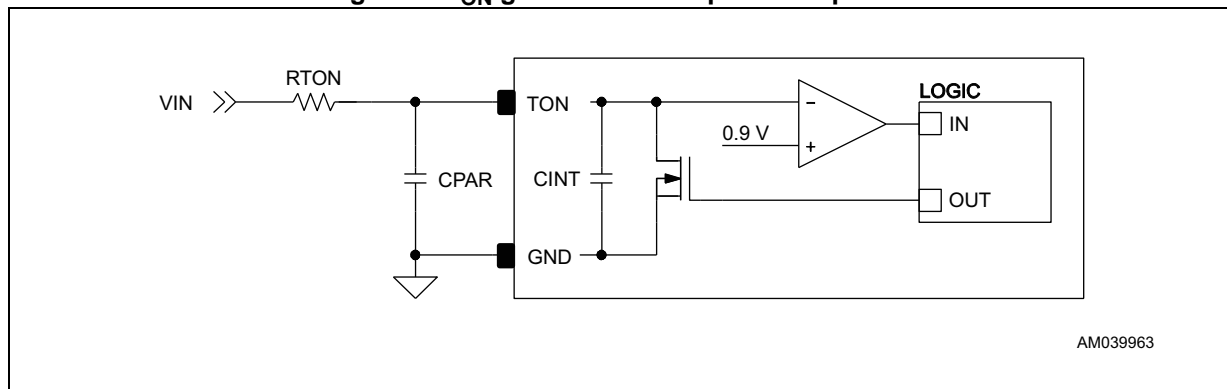 VIN
RTON
CPAR
TON
GND
CINT
0.9 V
-
+
LOGIC
IN
OUT
AM039963